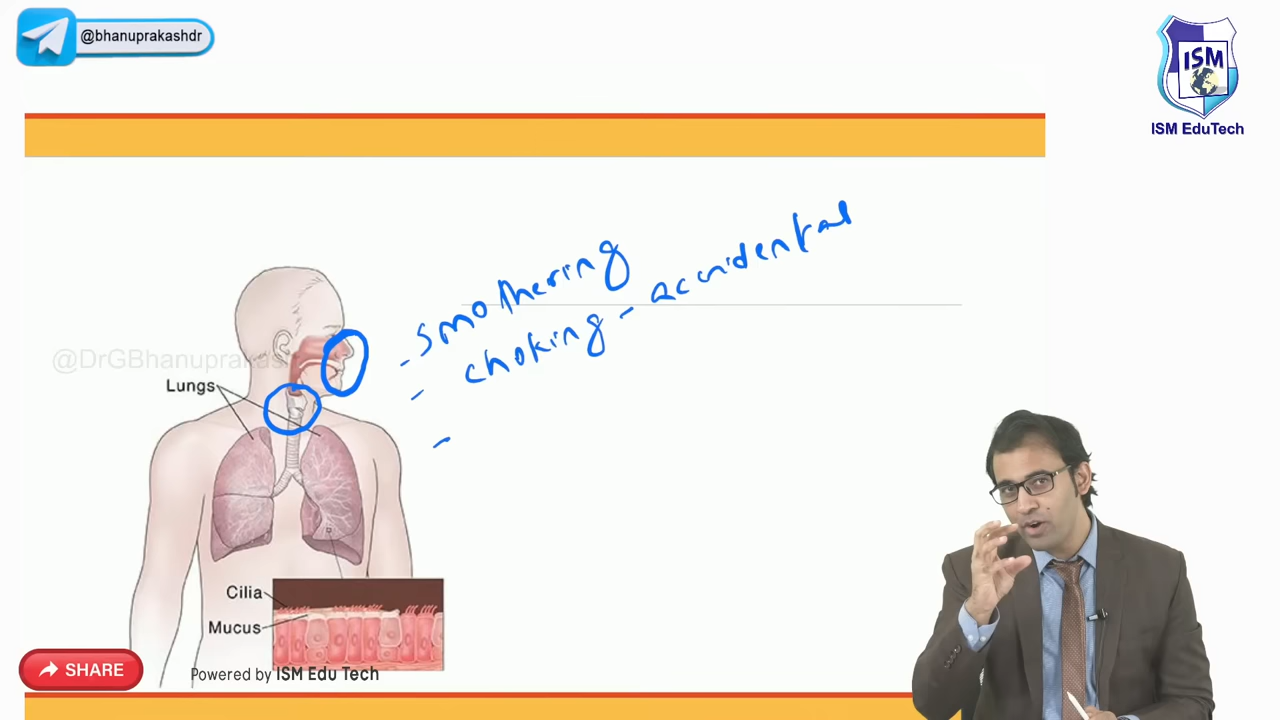 @bhanuprakashdr
ISM
ISM EduTech
- smothering
- choking - accidental
-
@DrGBhanuprakash
Lungs
Cilia
Mucus
SHARE
Powered by ISM Edu Tech